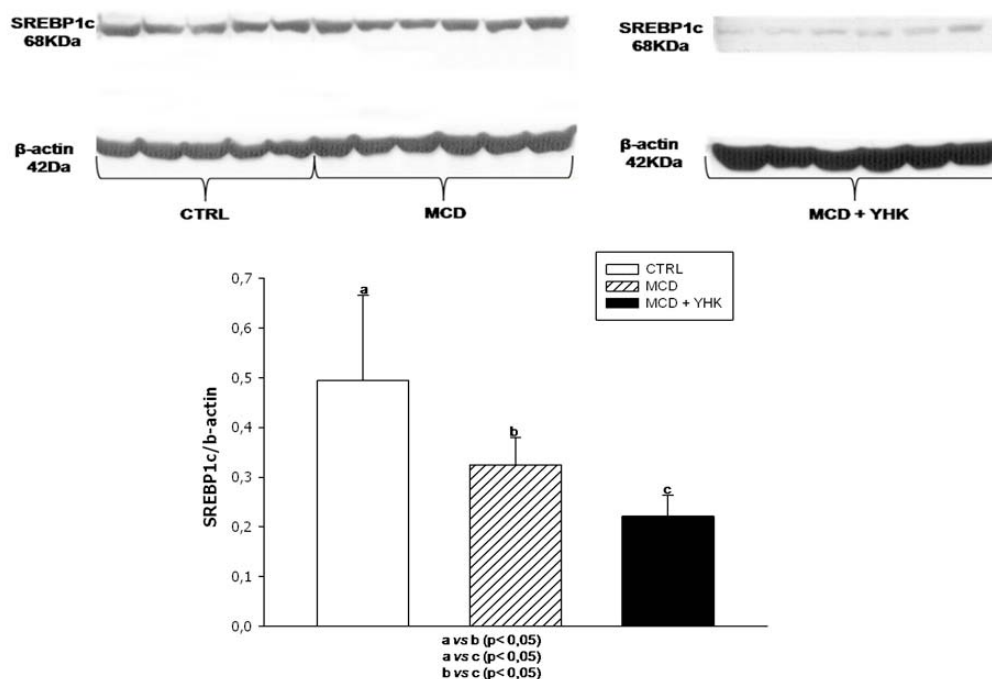 SREBP1c
68KDa
β-actin
42Da
CTRL
MCD
SREBP1c
68KDa
β-actin
42KDa
MCD + YHK
CTRL
MCD
MCD + YHK
SREBP1c/b-actin
0,7
0,6
0,5
0,4
0,3
0,2
0,1
0,0
a
b
c
a vs b (p< 0,05)
a vs c (p< 0,05)
b vs c (p< 0,05)